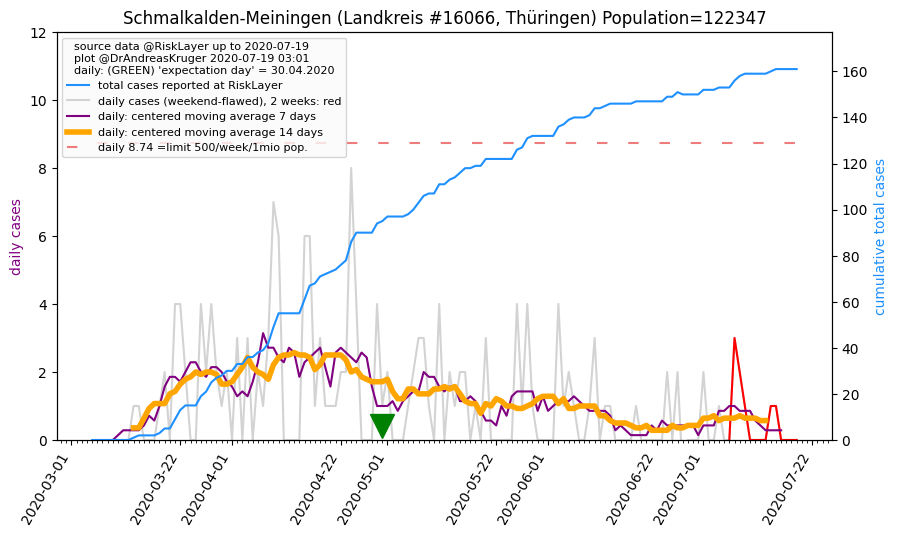 Schmalkalden-Meiningen (Landkreis #16066, Thüringen) Population=122347
source data @RiskLayer up to 2020-07-19
plot @DrAndreasKruger 2020-07-19 03:01
daily: (GREEN) 'expectation day' = 30.04.2020
total cases reported at RiskLayer
daily cases (weekend-flawed), 2 weeks: red
daily: centered moving average 7 days
daily: centered moving average 14 days
daily 8.74 =limit 500/week/1mio pop.
daily cases
12
10
8
6
4
2
0
cumulative total cases
160
140
120
100
80
60
40
20
0
2020-03-01
2020-03-22
2020-04-01
2020-04-22
2020-05-01
2020-05-22
2020-06-01
2020-06-22
2020-07-01
2020-07-22